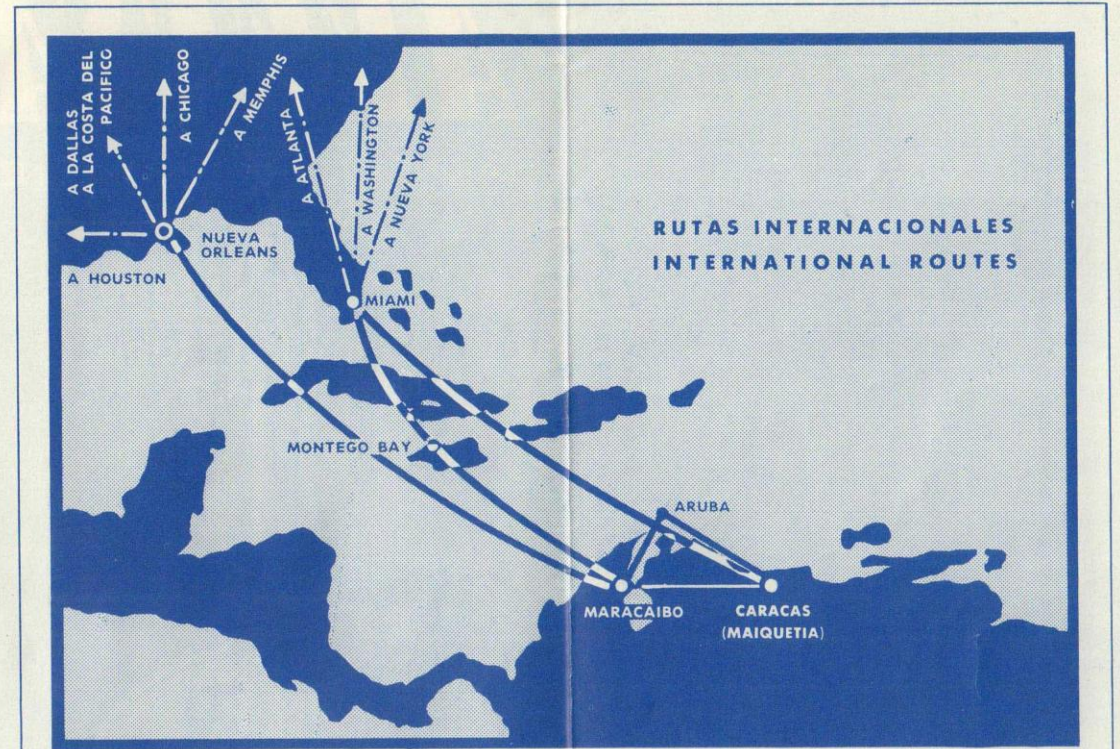 A DALLAS
A LA COSTA DEL
PACIFICO
A CHICAGO
A MEMPHIS
A ATLANTA
A WASHINGTON
A NUEVA YORK
RUTAS INTERNACIONALES
INTERNATIONAL ROUTES
NUEVA
ORLEANS
A HOUSTON
MIAMI
MONTEGO BAY
ARUBA
MARACAIBO
CARACAS
(MAIQUETIA)